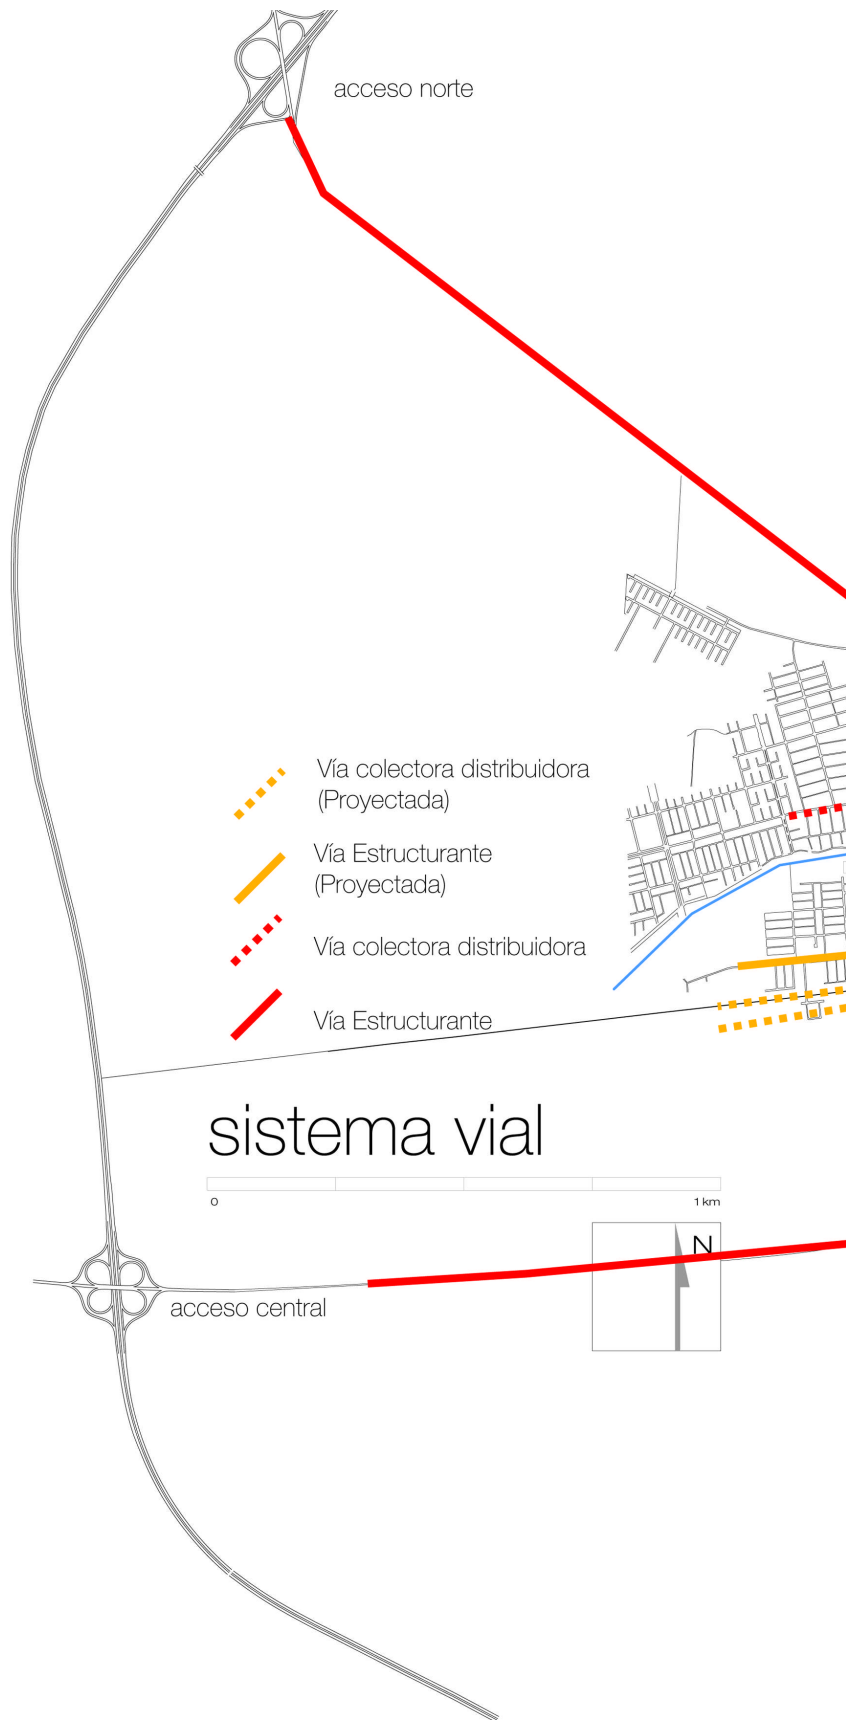 acceso norte
Vía colectora distribuidora
(Proyectada)
Vía Estructurante
(Proyectada)
Vía colectora distribuidora
Vía Estructurante
sistema vial
0 1 km
N
acceso central